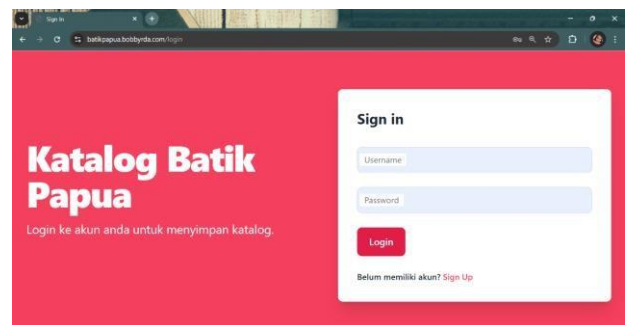 Sign In
batikpapua.bobbyrda.com/login
Katalog Batik
Papua
Login ke akun anda untuk menyimpan katalog.
Sign in
Username
Password
Login
Belum memiliki akun? Sign Up